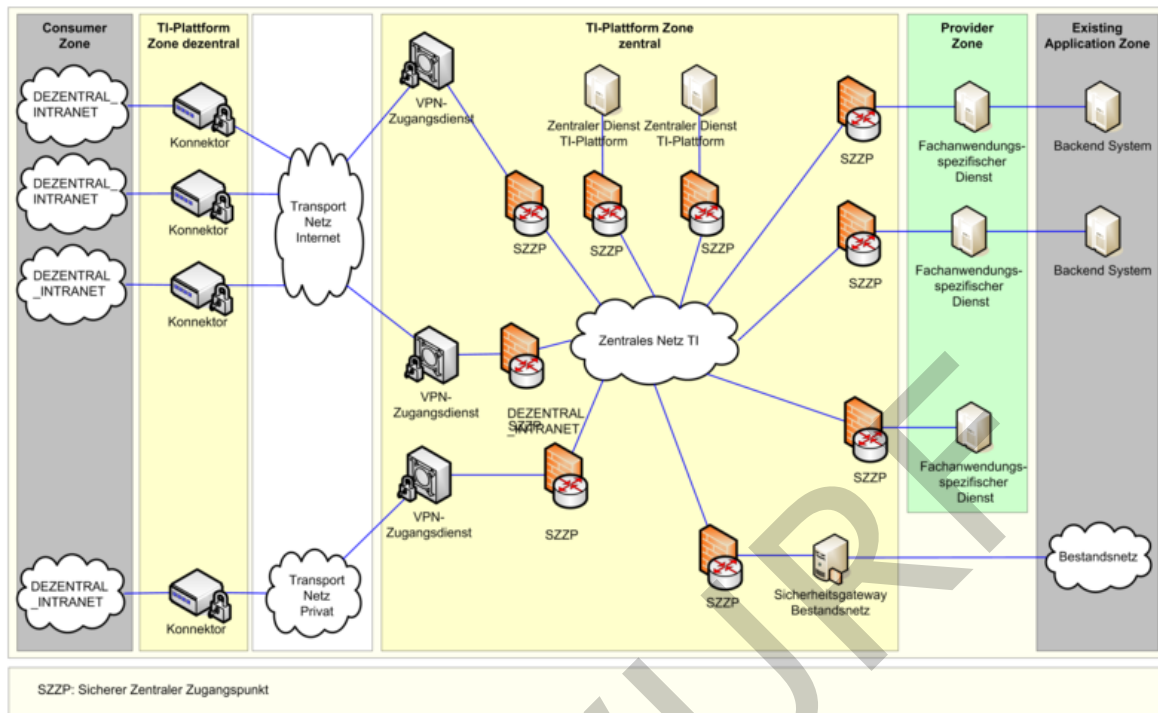 Consumer
Zone
TI-Plattform
Zone dezentral
TI-Plattform Zone
zentral
Provider
Zone
Existing
Application Zone
DEZENTRAL_
INTRANET
Konnektor
DEZENTRAL_
INTRANET
Konnektor
DEZENTRAL
_INTRANET
Konnektor
DEZENTRAL
_INTRANET
Konnektor
Transport
Netz
Internet
Transport
Netz
Privat
VPN-
Zugangsdienst
SZZP
Zentraler Dienst
TI-Plattform
SZZP
Zentraler Dienst
TI-Plattform
SZZP
VPN-
Zugangsdienst
DEZENTRAL
_INTRANET
SZZP
VPN-
Zugangsdienst
SZZP
Zentrales Netz TI
SZZP
Fachanwendungs-
spezifischer
Dienst
Backend System
SZZP
Fachanwendungs-
spezifischer
Dienst
Backend System
SZZP
Fachanwendungs-
spezifischer
Dienst
SZZP
Sicherheitsgateway
Bestandsnetz
Bestandsnetz
SZZP: Sicherer Zentraler Zugangspunkt